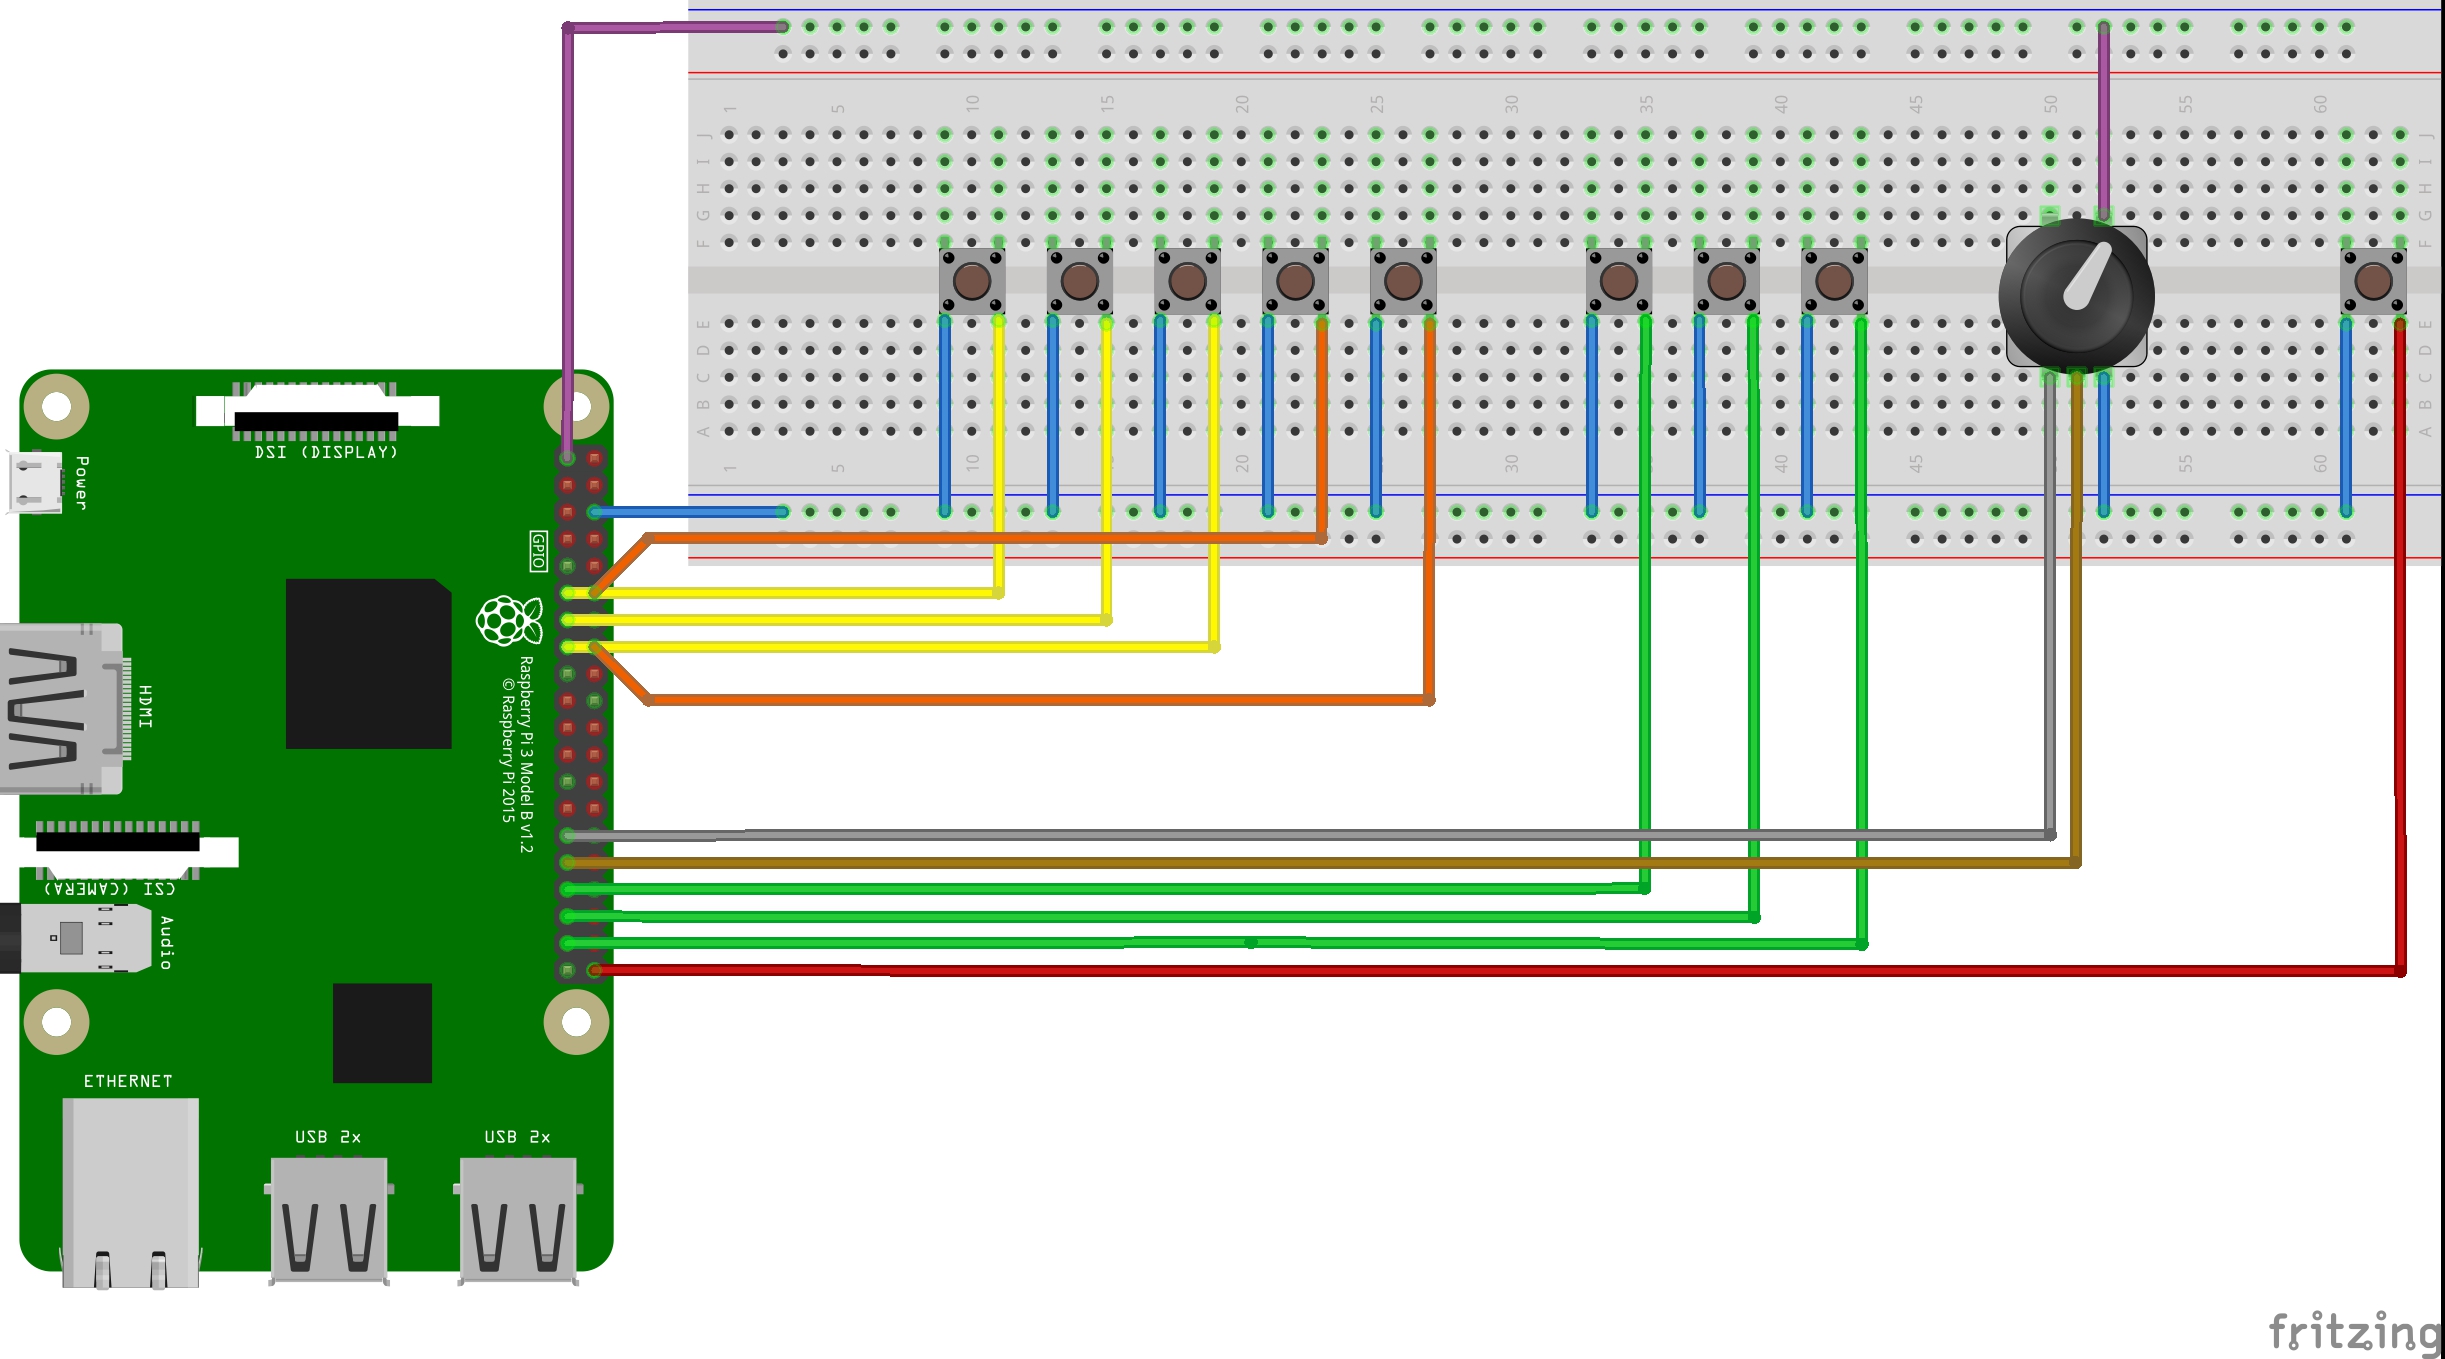 1 5 10 15 20 25 30 35 40 45 50 55 60
J J
I I
H H
G G
F F
E E
D D
C C
B B
A A
1 5 10 20 30 40 45 55 60
DSI (DISPLAY)
Power
GPIO
HDMI
Raspberry Pi 3 Model B v1.2
© Raspberry Pi 2015
CSI (CAMERA)
Audio
ETHERNET
USB 2x
USB 2x
fritzing